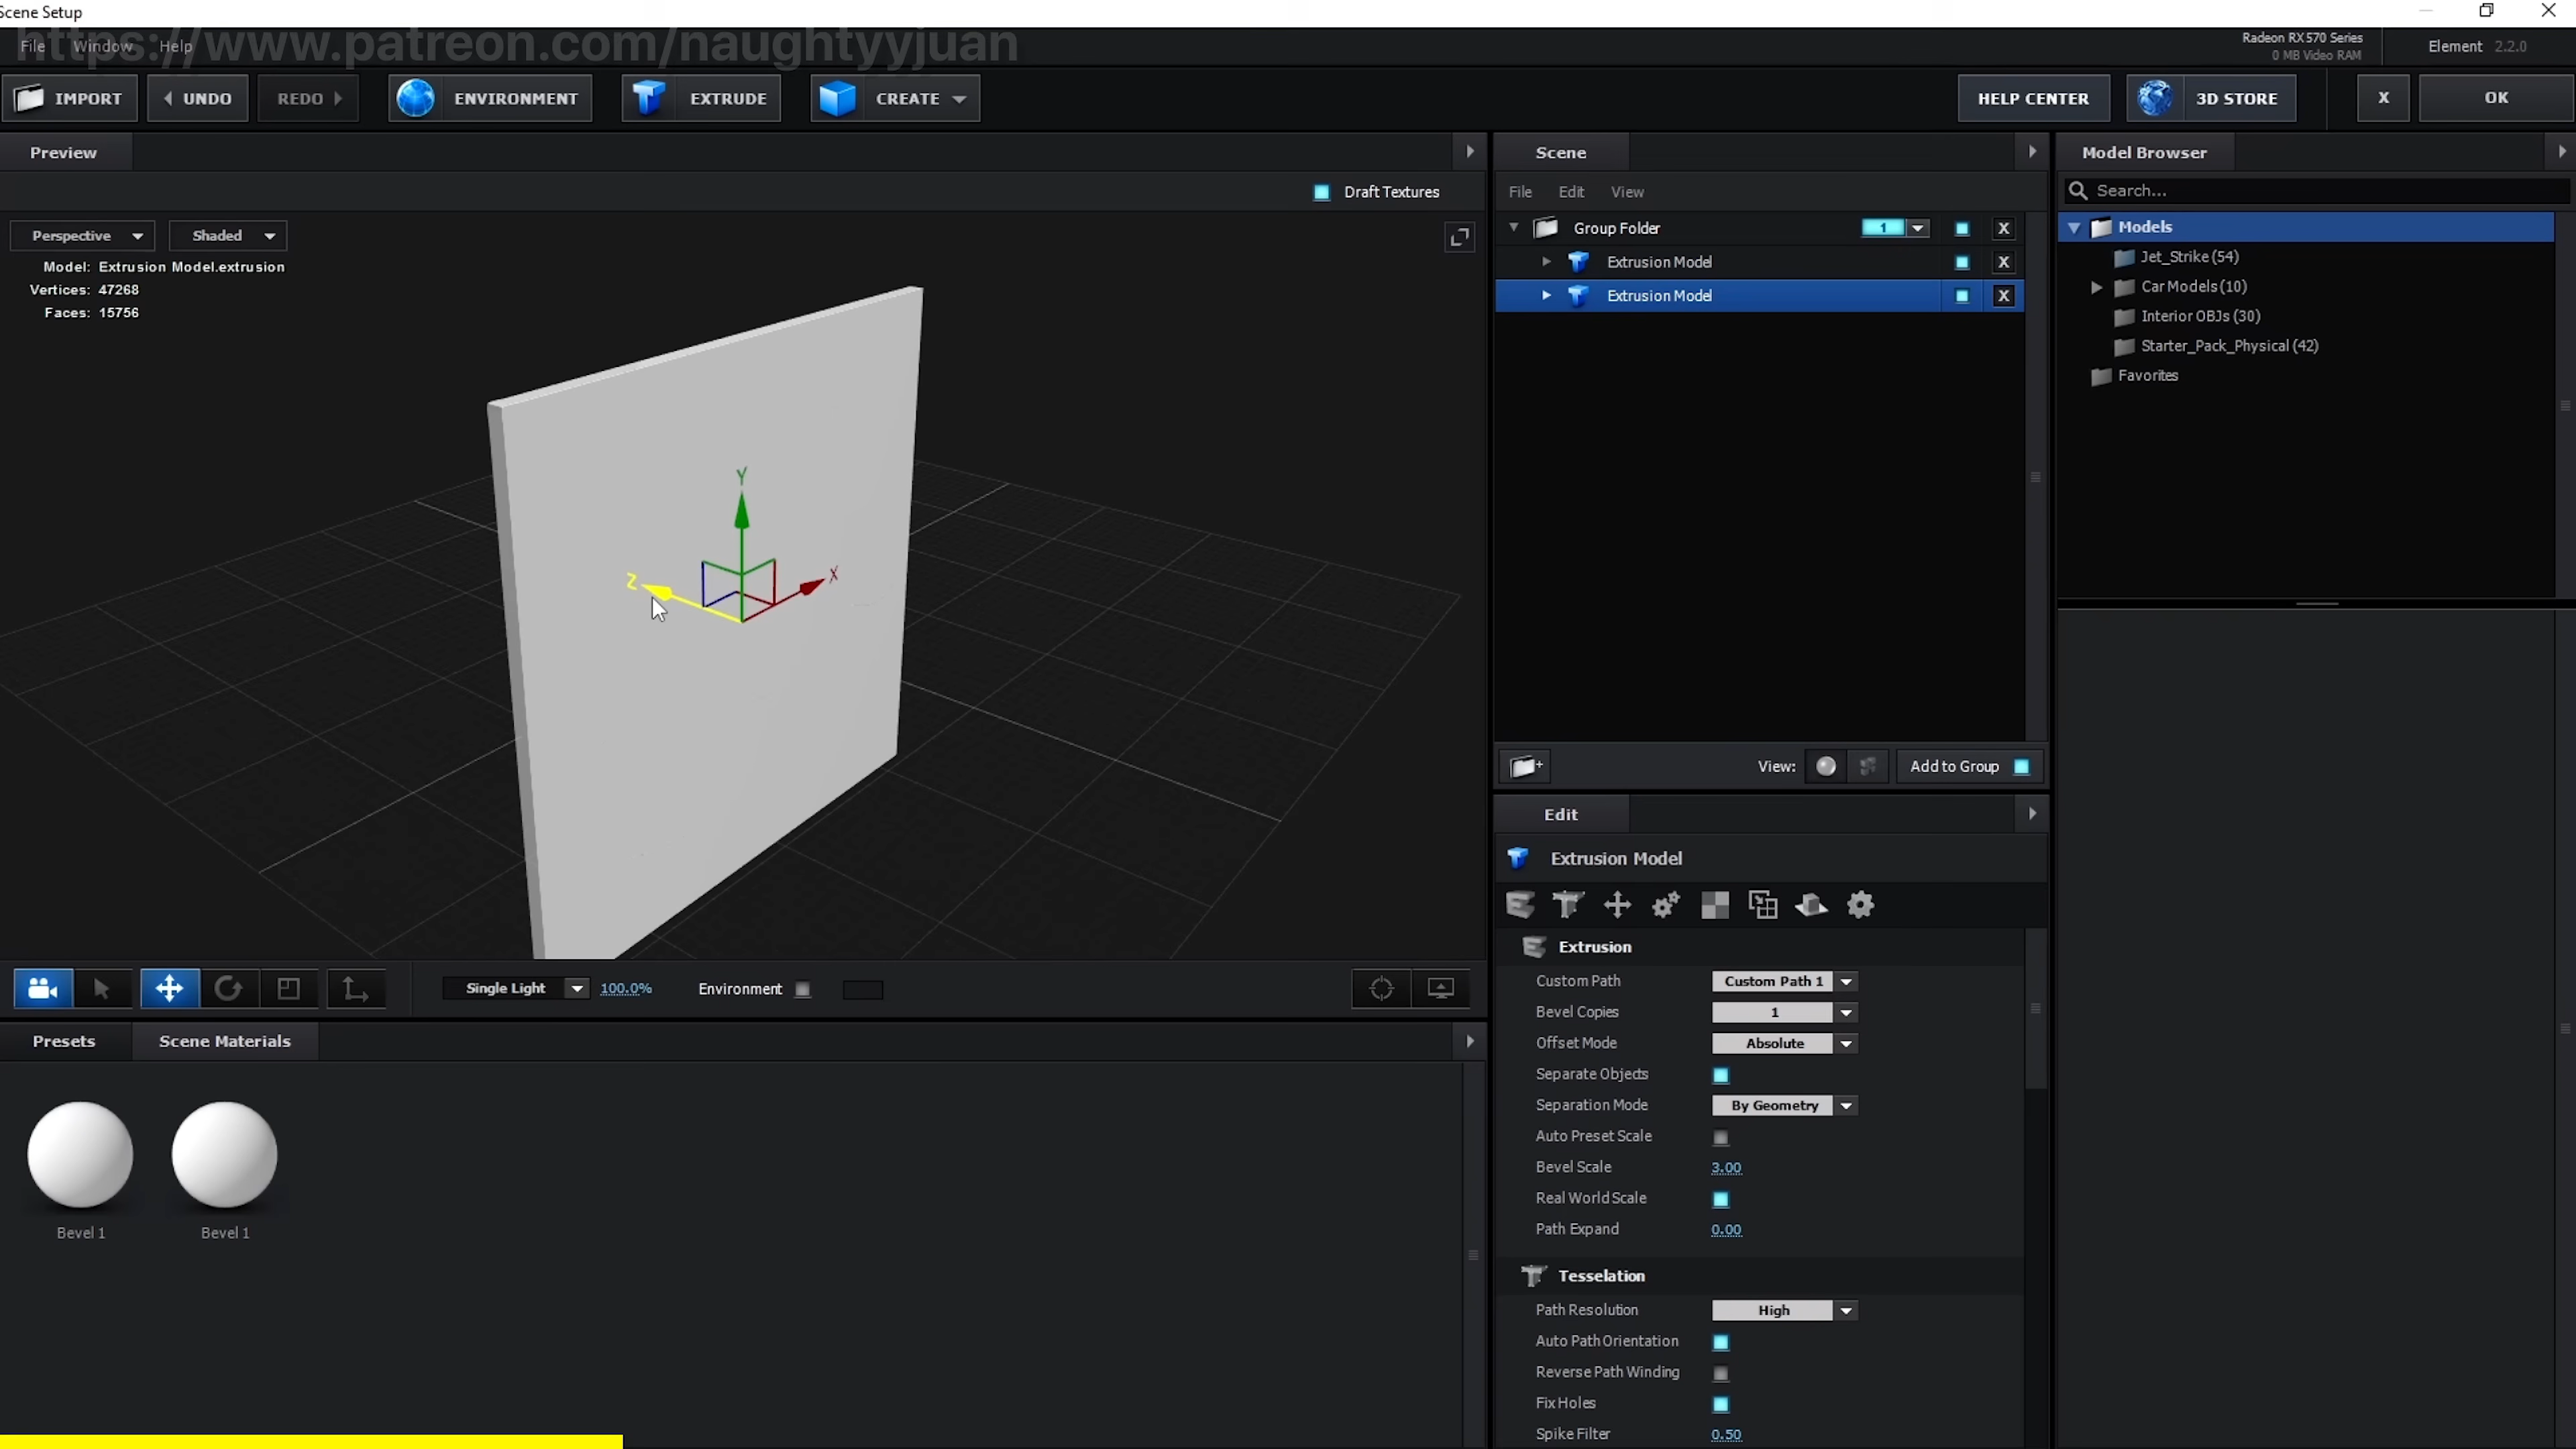 Scene Setup
https://www.patreon.com/naughtyyjuan
File Window Help
Radeon RX570 Series
0 MB Video RAM
Element 2.2.0
IMPORT UNDO REDO ENVIRONMENT EXTRUDE CREATE HELP CENTER 3D STORE X OK
Preview
Scene
Model Browser
Draft Textures
File Edit View
Search...
Perspective Shaded
Model: Extrusion Model.extrusion
Vertices: 47268
Faces: 15756
Group Folder 1 X
Extrusion Model X
Extrusion Model X
Models
Jet_Strike (54)
Car Models (10)
Interior OBJs (30)
Starter_Pack_Physical (42)
Favorites
Y
Z
X
View: Add to Group
Edit
Extrusion Model
Extrusion
Custom Path Custom Path 1
Bevel Copies 1
Offset Mode Absolute
Separate Objects
Separation Mode By Geometry
Auto Preset Scale
Bevel Scale 3.00
Real World Scale
Path Expand 0.00
Tesselation
Path Resolution High
Auto Path Orientation
Reverse Path Winding
Fix Holes
Spike Filter 0.50
Single Light 100.0% Environment
Presets Scene Materials
Bevel 1 Bevel 1